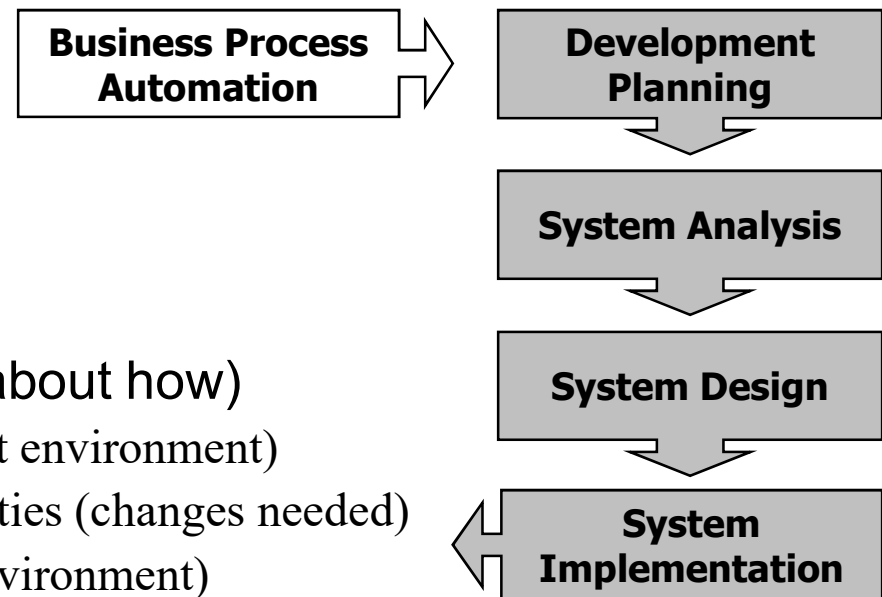 Business Process
Automation
Development
Planning
System Analysis
System Design
about how)
t environment)
ties (changes needed)
vironment)
System
Implementation